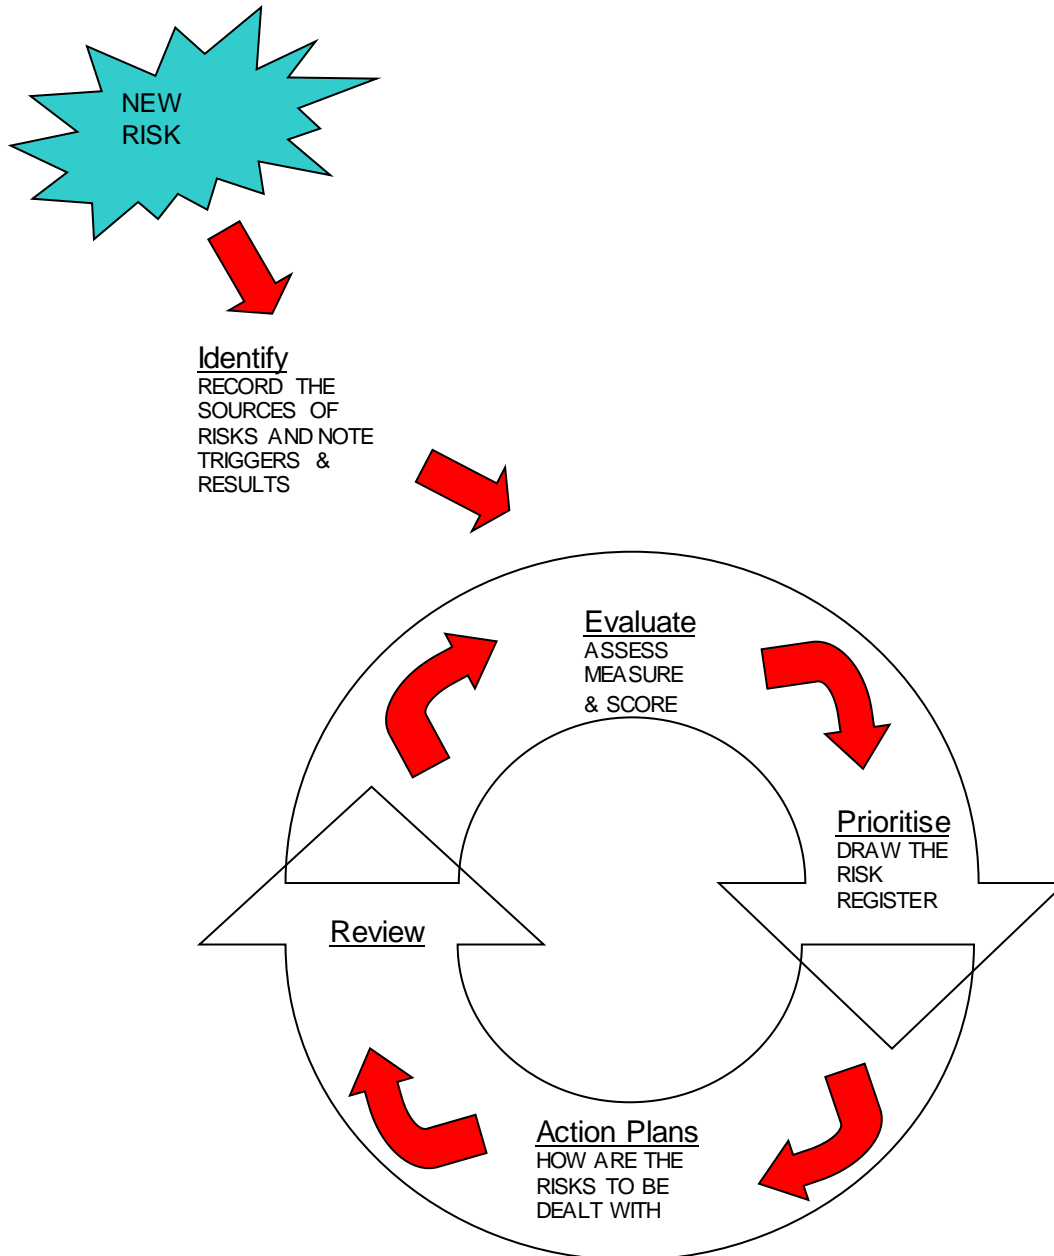 NEW
RISK
Identify
RECORD THE
SOURCES OF
RISKS AND NOTE
TRIGGERS &
RESULTS
Evaluate
ASSESS
MEASURE
& SCORE
Prioritise
DRAW THE
RISK
REGISTER
Review
Action Plans
HOW ARE THE
RISKS TO BE
DEALT WITH